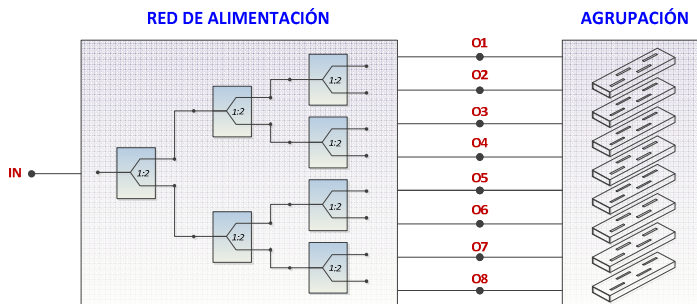 RED DE ALIMENTACIÓN
AGRUPACIÓN
IN
1:2
1:2
1:2
1:2
1:2
1:2
1:2
O1
O2
O3
O4
O5
O6
O7
O8